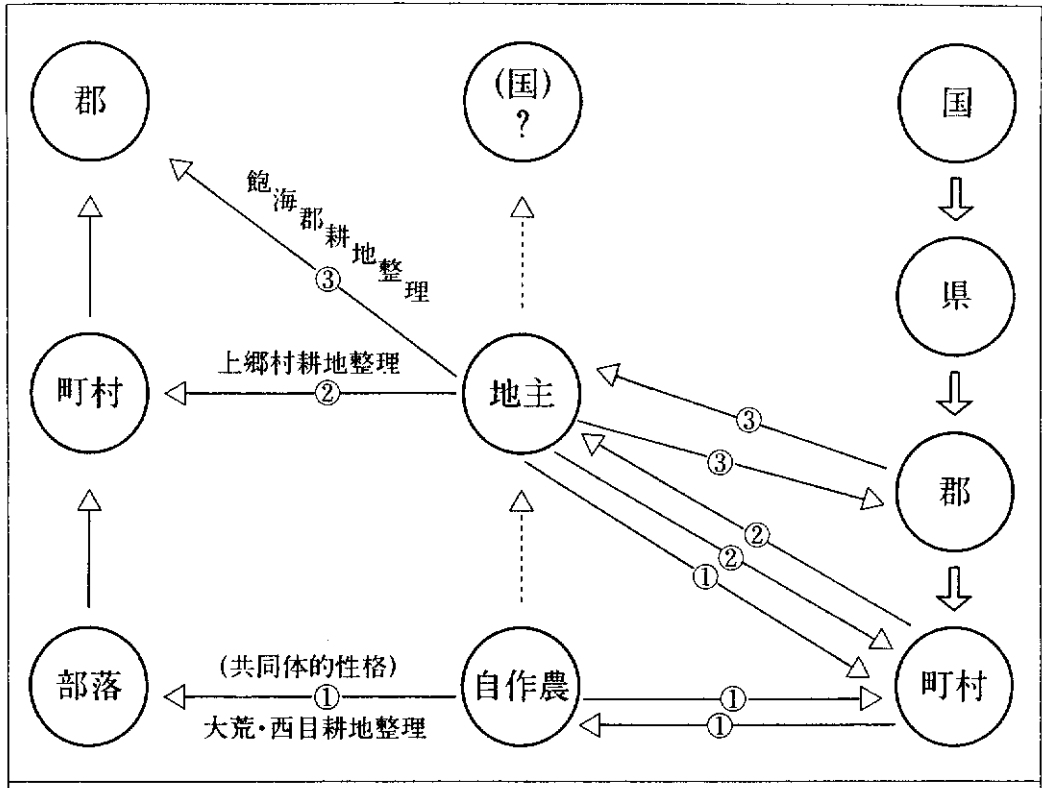 郡
(国)
?
国
飽海郡耕地整理
③
県
町村
上郷村耕地整理
②
地主
③
③
郡
②
②
①
部落
(共同体的性格)
①
大荒・西目耕地整理
自作農
①
①
町村